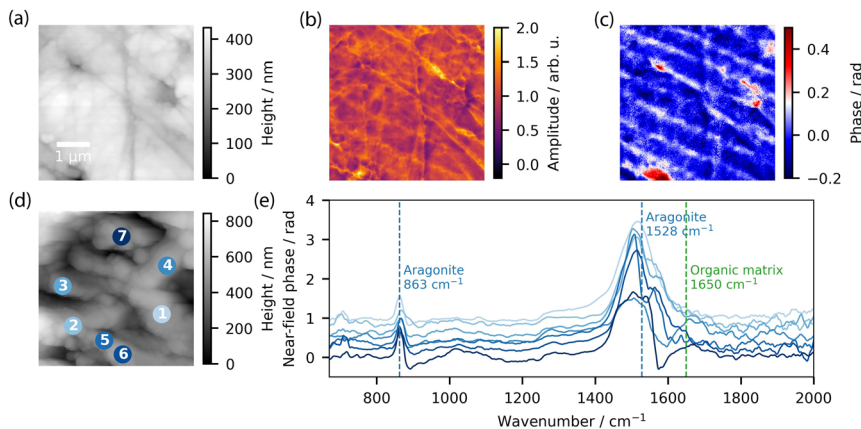 (a)
400
300
200
100
0
Height / nm
1 μm
(b)
2.0
1.5
1.0
0.5
0.0
Amplitude / arb. u.
(c)
0.4
0.2
0.0
−0.2
Phase / rad
(d)
7
4
3
1
2
5
6
800
600
400
200
0
Height / nm
(e)
4
3
2
1
0
Near-field phase / rad
Aragonite
863 cm⁻¹
Aragonite
1528 cm⁻¹
Organic matrix
1650 cm⁻¹
800 1000 1200 1400 1600 1800 2000
Wavenumber / cm⁻¹